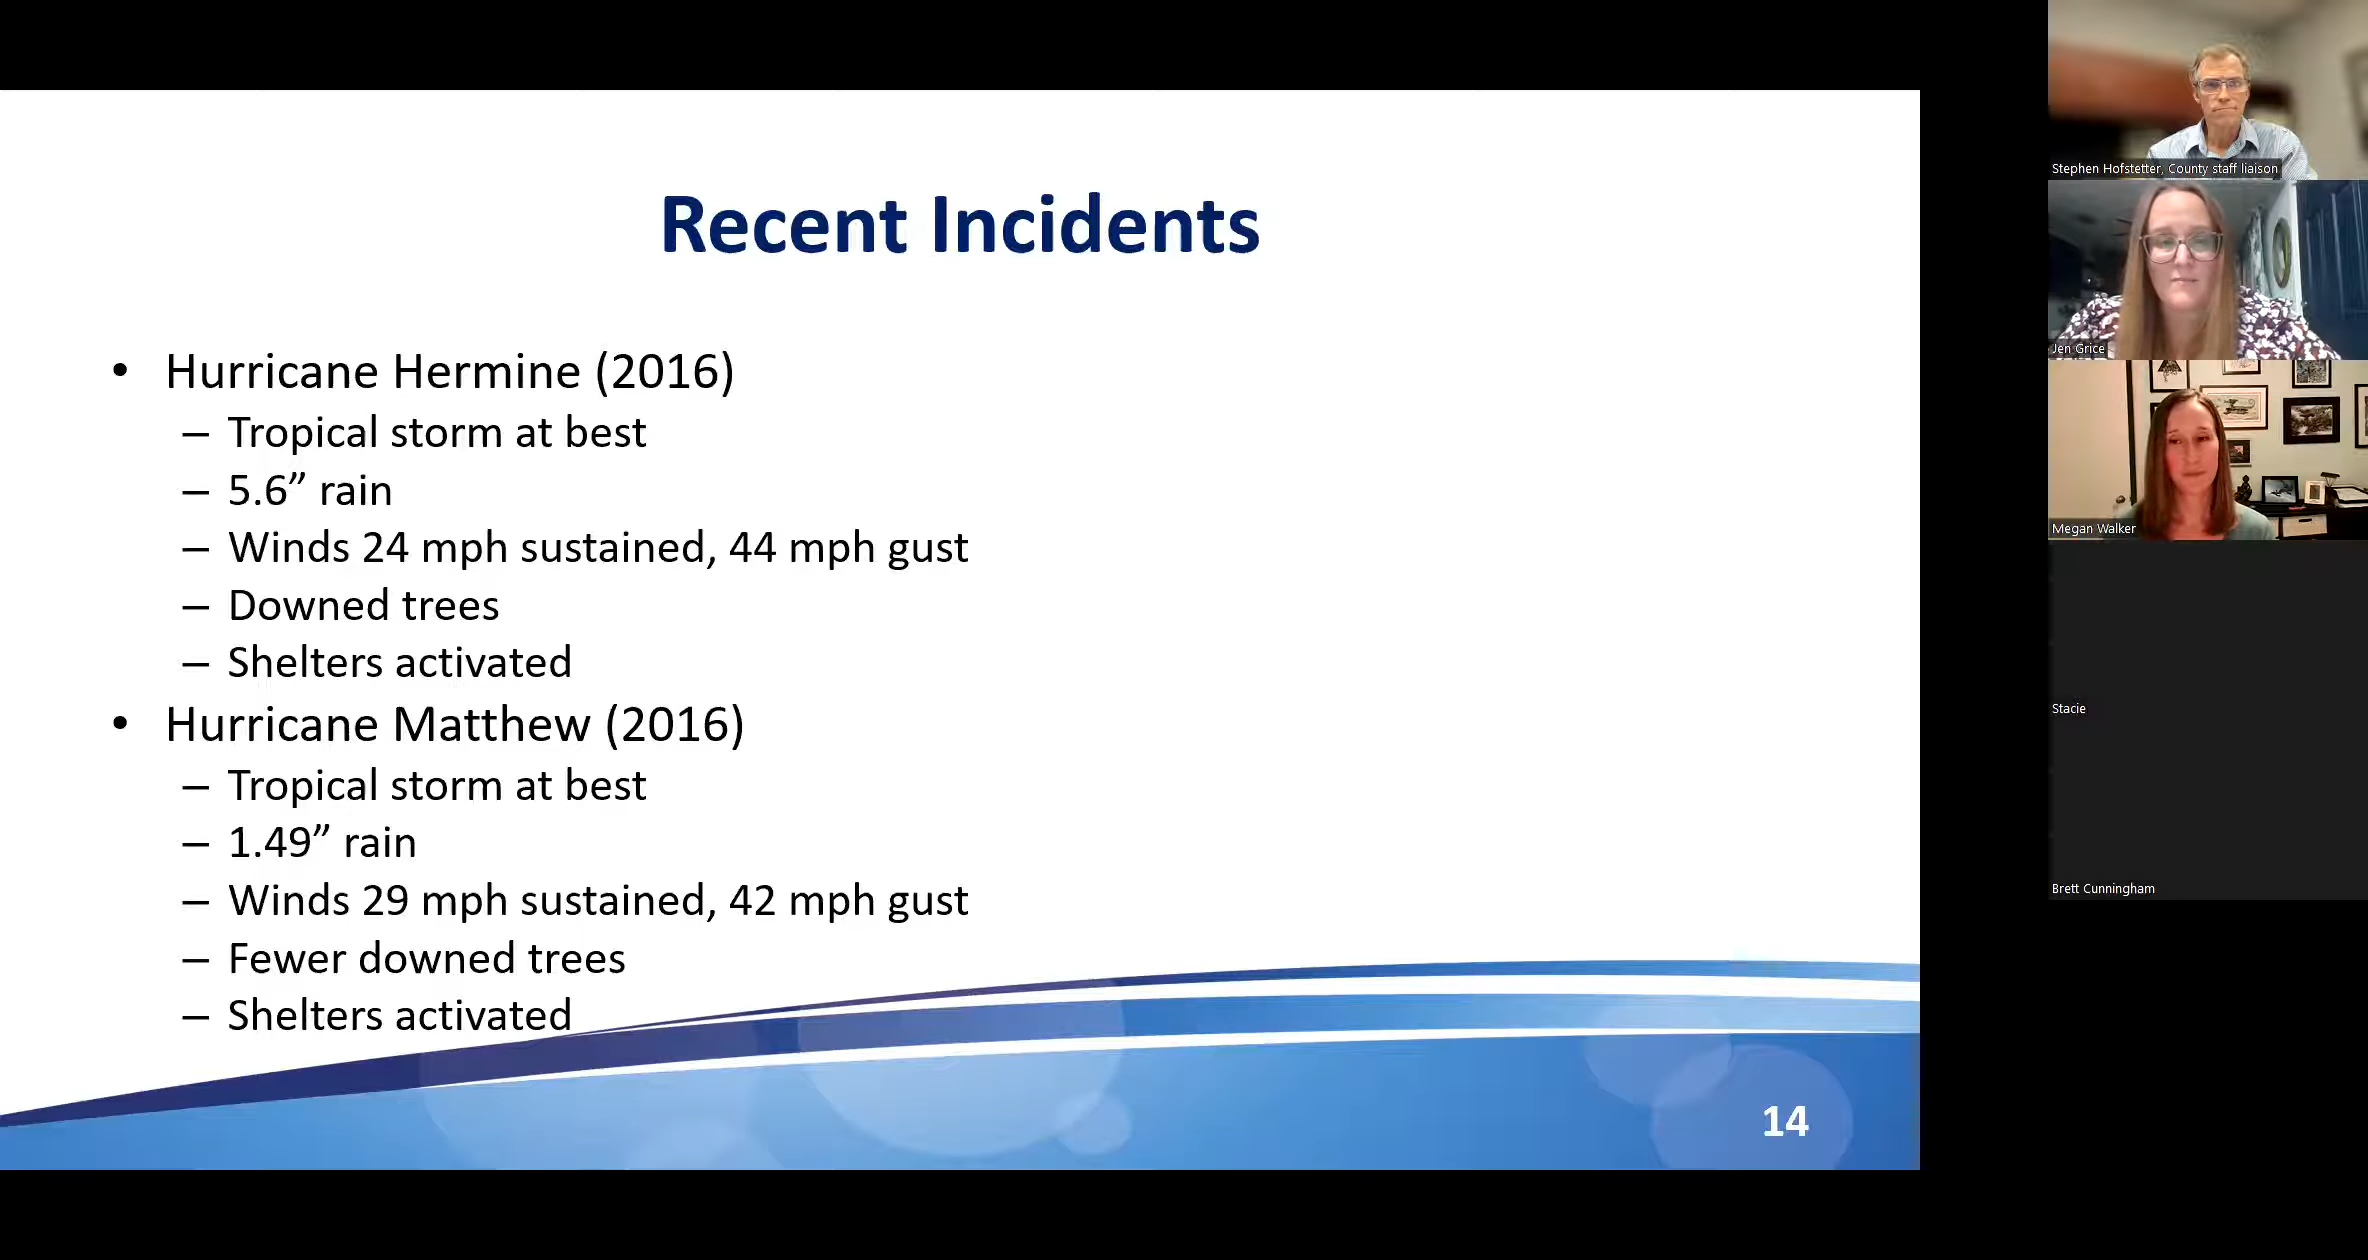 Recent Incidents
• Hurricane Hermine (2016)
– Tropical storm at best
– 5.6” rain
– Winds 24 mph sustained, 44 mph gust
– Downed trees
– Shelters activated
• Hurricane Matthew (2016)
– Tropical storm at best
– 1.49” rain
– Winds 29 mph sustained, 42 mph gust
– Fewer downed trees
– Shelters activated
14
Stephen Hofstetter, County staff liaison
Jen Grice
Megan Walker
Stacie
Brett Cunningham